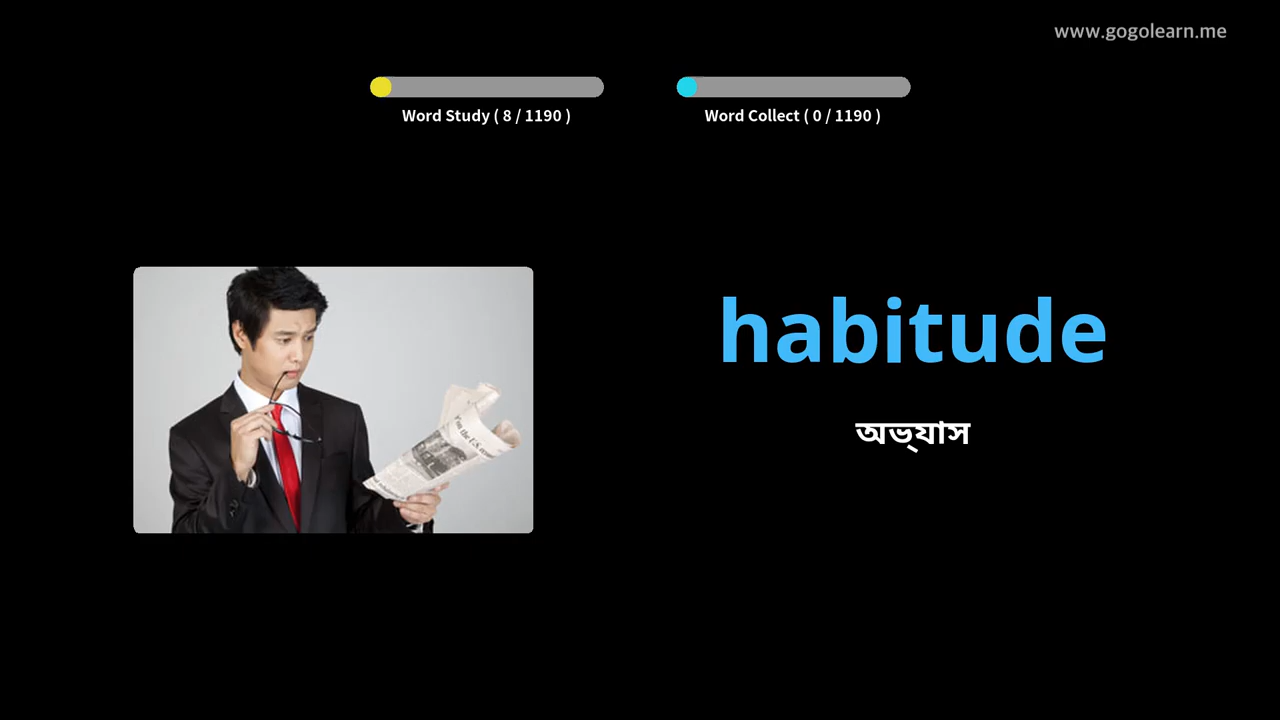 www.gogolearn.me
Word Study ( 8 / 1190 )
Word Collect ( 0 / 1190 )
habitude
অভ্যাস